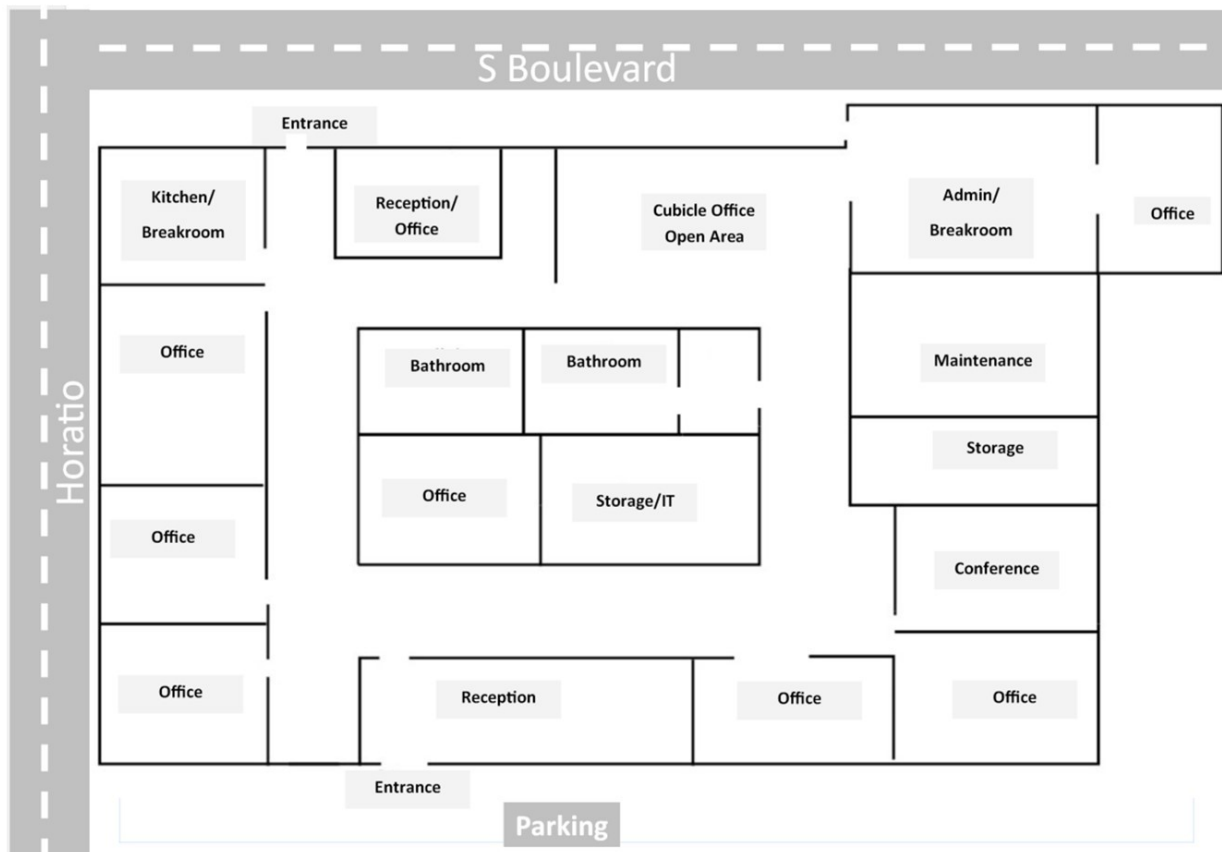 S Boulevard
Entrance
Kitchen/
Breakroom
Reception/
Office
Cubicle Office
Open Area
Admin/
Breakroom
Office
Office
Bathroom
Bathroom
Maintenance
Horatio
Storage
Office
Storage/IT
Office
Conference
Office
Reception
Office
Office
Entrance
Parking